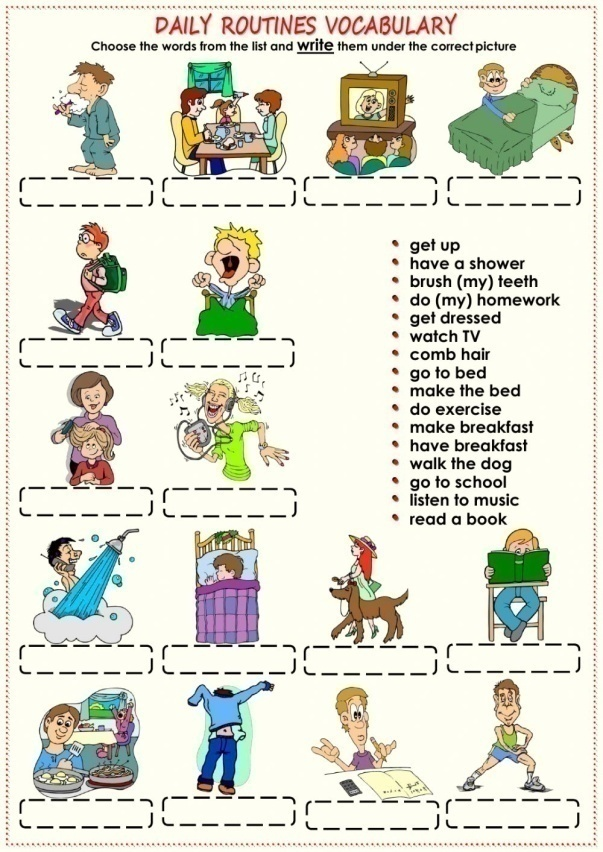 DAILY ROUTINES VOCABULARY
Choose the words from the list and write them under the correct picture
get up
have a shower
brush (my) teeth
do (my) homework
get dressed
watch TV
comb hair
go to bed
make the bed
do exercise
make breakfast
have breakfast
walk the dog
go to school
listen to music
read a book